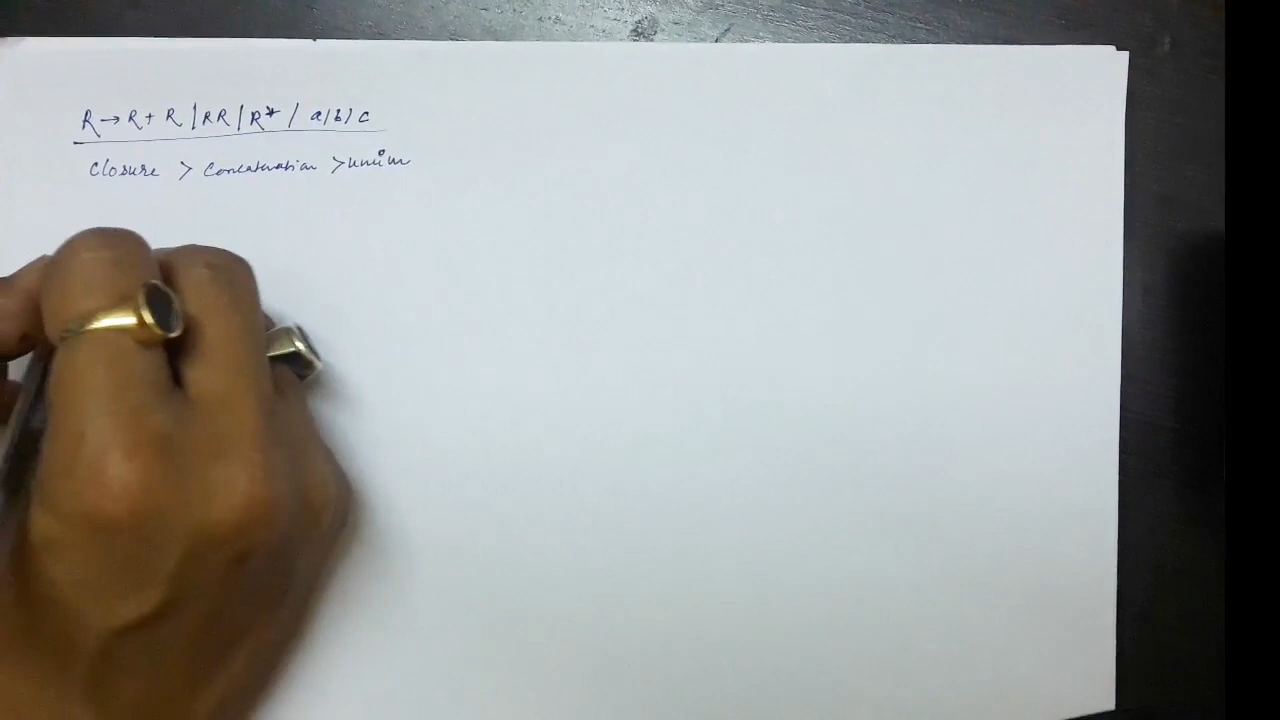 R → R + R | RR | R* / a/b/c
closure > concatenation > union